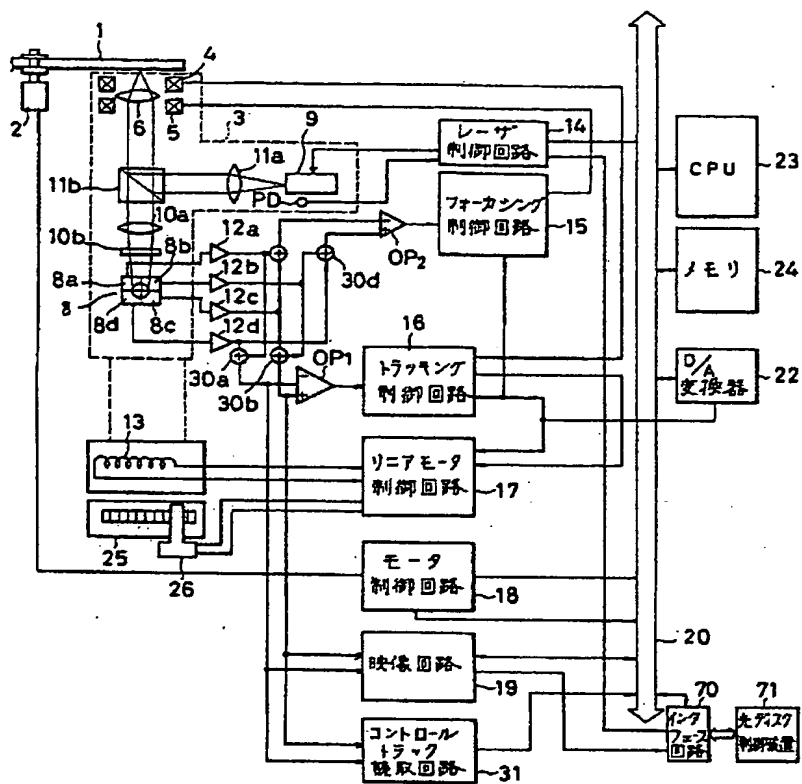 1
4
2
6
5
3
9
11a
11b
PD
10a
10b
8a
8b
8
8d
8c
12a
12b
12c
12d
30a
30b
30d
OP2
OP1
レーザ
制御回路
14
フォーカシング
制御回路
15
16
トラッキング
制御回路
13
リニアモータ
制御回路
17
25
26
モータ
制御回路
18
映像回路
19
コントロール
トラック
読取回路
31
CPU
23
メモリ
24
D/A
変換器
22
20
70
インタ
フェース
回路
71
光ディスク
制御装置